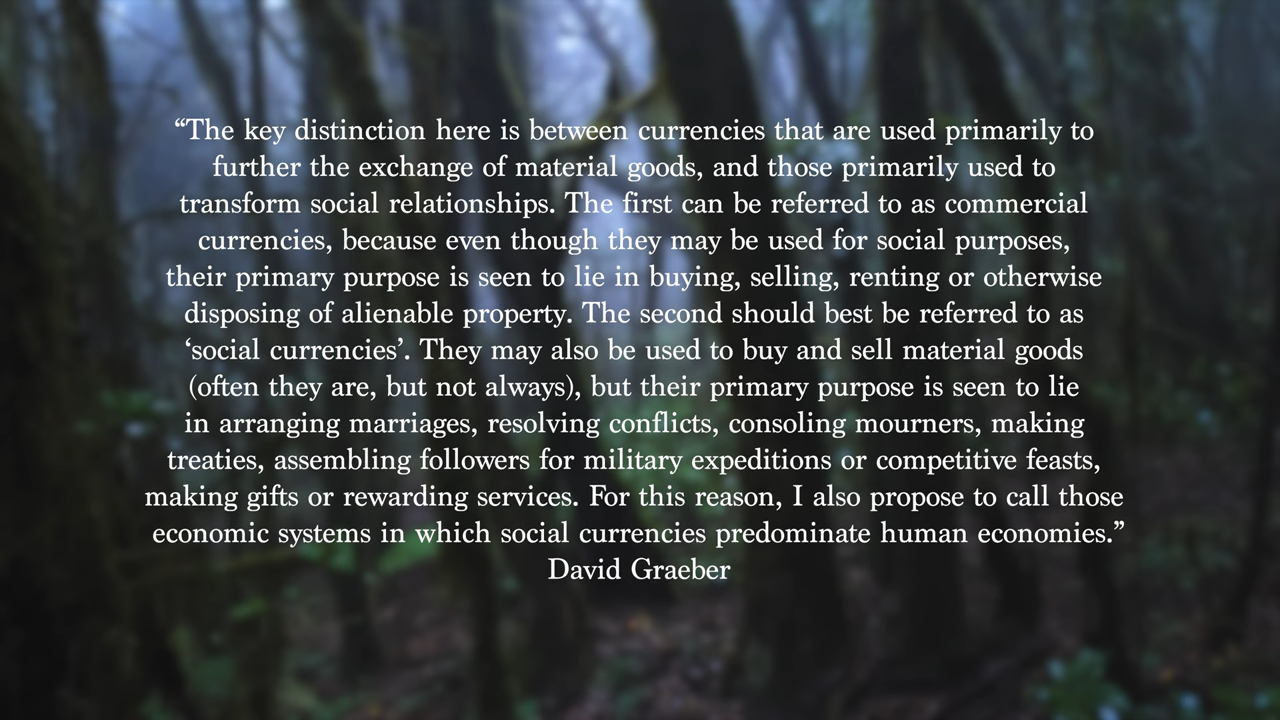 “The key distinction here is between currencies that are used primarily to
further the exchange of material goods, and those primarily used to
transform social relationships. The first can be referred to as commercial
currencies, because even though they may be used for social purposes,
their primary purpose is seen to lie in buying, selling, renting or otherwise
disposing of alienable property. The second should best be referred to as
‘social currencies’. They may also be used to buy and sell material goods
(often they are, but not always), but their primary purpose is seen to lie
in arranging marriages, resolving conflicts, consoling mourners, making
treaties, assembling followers for military expeditions or competitive feasts,
making gifts or rewarding services. For this reason, I also propose to call those
economic systems in which social currencies predominate human economies.”
David Graeber